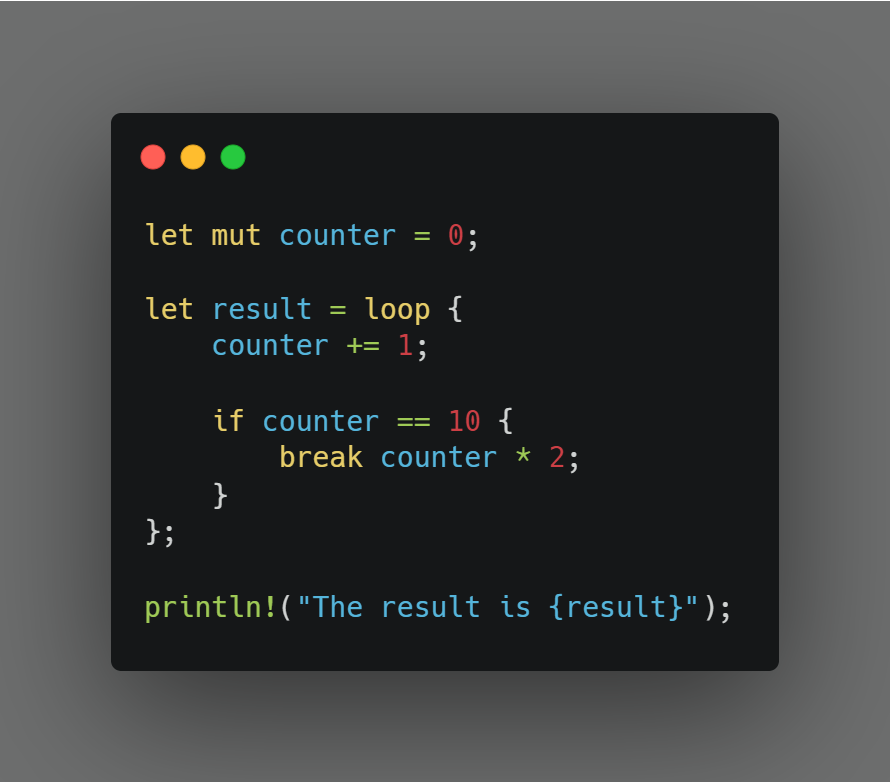 let mut counter = 0;
let result = loop {
    counter += 1;
    if counter == 10 {
        break counter * 2;
    }
};
println!("The result is {result}");